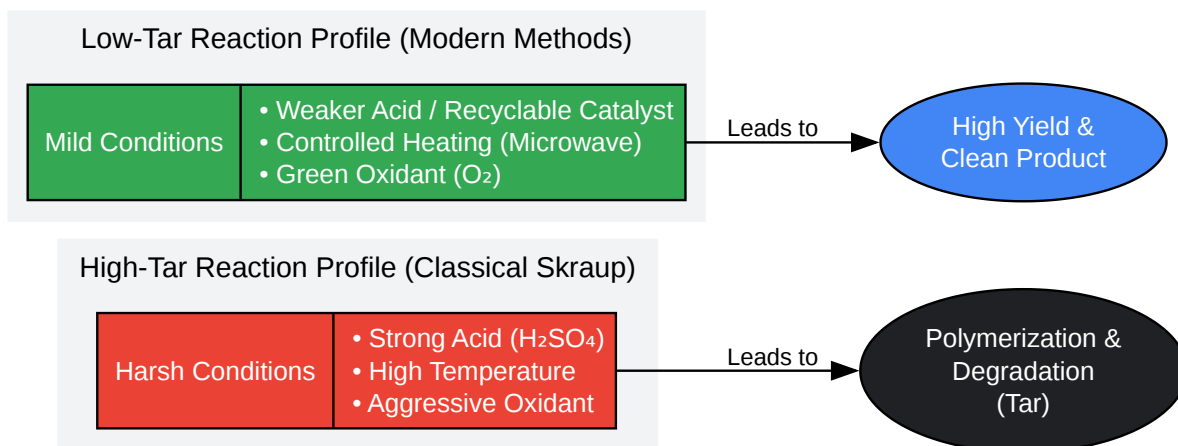 Low-Tar Reaction Profile (Modern Methods)
Mild Conditions
• Weaker Acid / Recyclable Catalyst
• Controlled Heating (Microwave)
• Green Oxidant (O₂)
Leads to
High Yield &
Clean Product
High-Tar Reaction Profile (Classical Skraup)
Harsh Conditions
• Strong Acid (H₂SO₄)
• High Temperature
• Aggressive Oxidant
Leads to
Polymerization &
Degradation
(Tar)